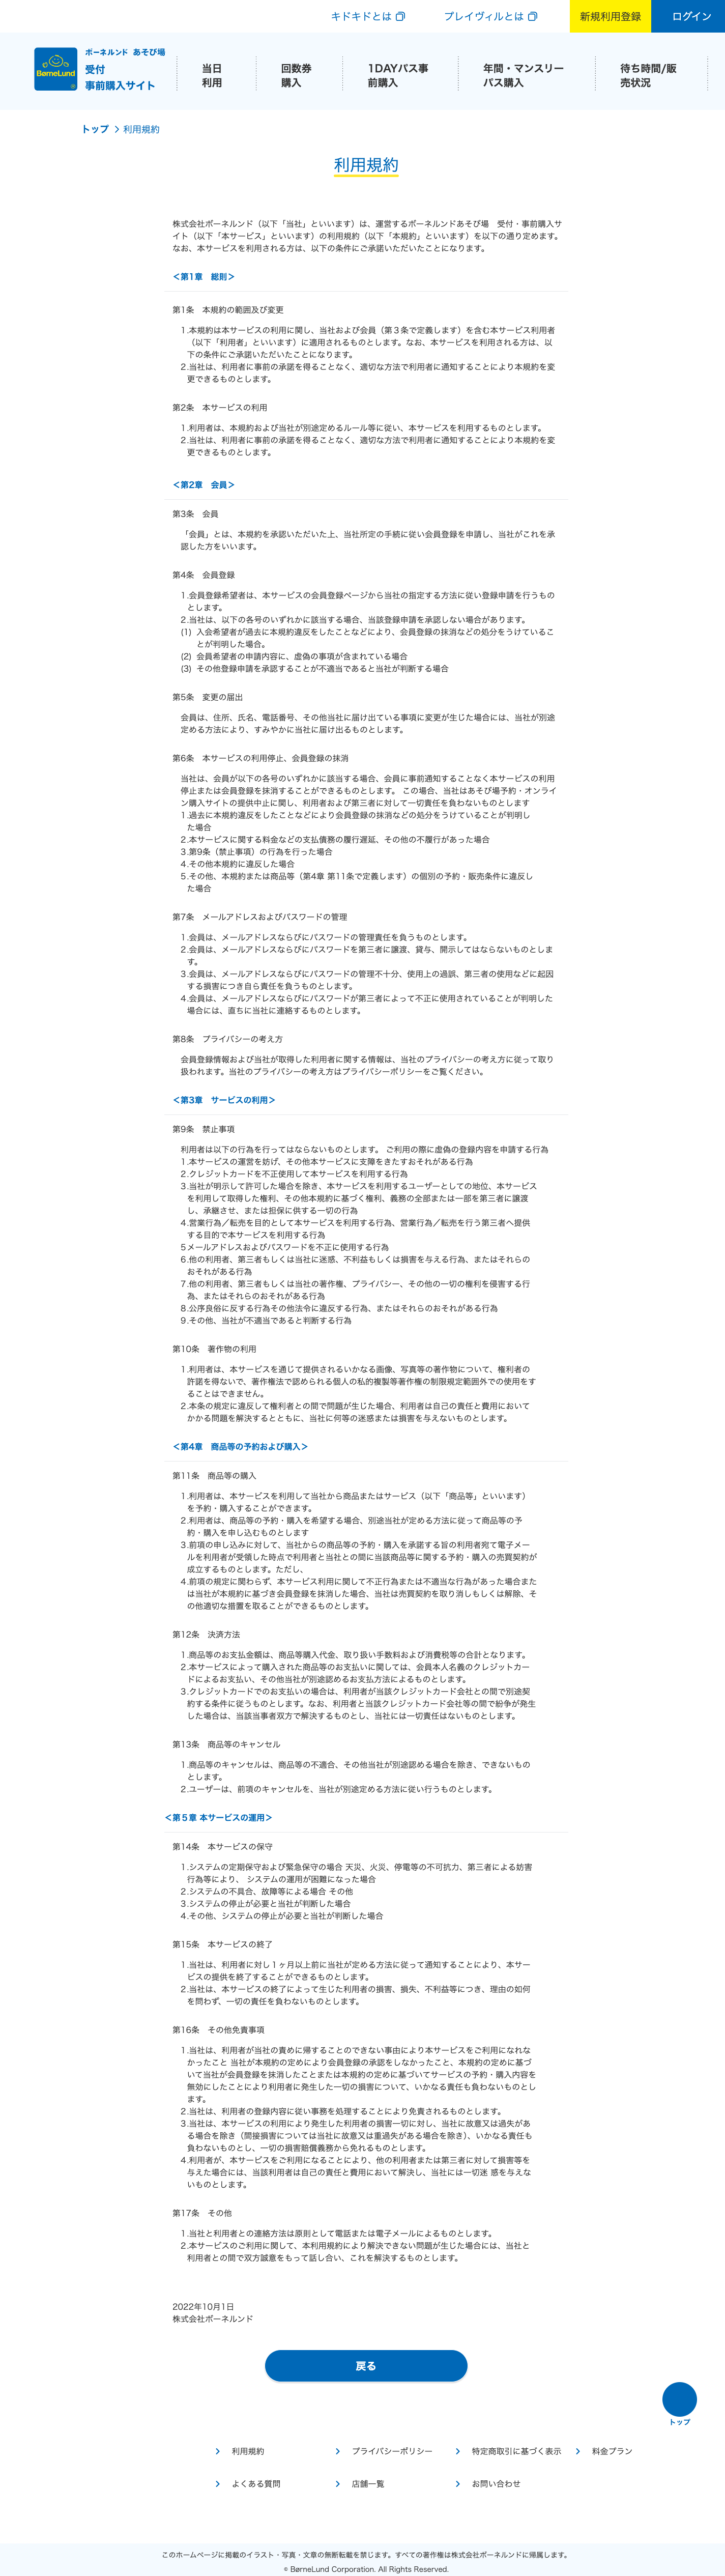 キドキドとは
プレイヴィルとは
新規利用登録
ログイン
BørneLund
ボーネルンド あそび場
受付
事前購入サイト
当日
利用
回数券
購入
1DAYパス事
前購入
年間・マンスリー
パス購入
待ち時間/販
売状況
トップ 利用規約
利用規約
株式会社ボーネルンド（以下「当社」といいます）は、運営するボーネルンドあそび場　受付・事前購入サ
イト（以下「本サービス」といいます）の利用規約（以下「本規約」といいます）を以下の通り定めます。
なお、本サービスを利用される方は、以下の条件にご承諾いただいたことになります。
＜第1章　総則＞
第1条　本規約の範囲及び変更
1.本規約は本サービスの利用に関し、当社および会員（第３条で定義します）を含む本サービス利用者
（以下「利用者」といいます）に適用されるものとします。なお、本サービスを利用される方は、以
下の条件にご承諾いただいたことになります。
2.当社は、利用者に事前の承諾を得ることなく、適切な方法で利用者に通知することにより本規約を変
更できるものとします。
第2条　本サービスの利用
1.利用者は、本規約および当社が別途定めるルール等に従い、本サービスを利用するものとします。
2.当社は、利用者に事前の承諾を得ることなく、適切な方法で利用者に通知することにより本規約を変
更できるものとします。
＜第2章　会員＞
第3条　会員
「会員」とは、本規約を承認いただいた上、当社所定の手続に従い会員登録を申請し、当社がこれを承
認した方をいいます。
第4条　会員登録
1.会員登録希望者は、本サービスの会員登録ページから当社の指定する方法に従い登録申請を行うもの
とします。
2.当社は、以下の各号のいずれかに該当する場合、当該登録申請を承認しない場合があります。
(1) 入会希望者が過去に本規約違反をしたことなどにより、会員登録の抹消などの処分をうけているこ
とが判明した場合。
(2) 会員希望者の申請内容に、虚偽の事項が含まれている場合
(3) その他登録申請を承認することが不適当であると当社が判断する場合
第5条　変更の届出
会員は、住所、氏名、電話番号、その他当社に届け出ている事項に変更が生じた場合には、当社が別途
定める方法により、すみやかに当社に届け出るものとします。
第6条　本サービスの利用停止、会員登録の抹消
当社は、会員が以下の各号のいずれかに該当する場合、会員に事前通知することなく本サービスの利用
停止または会員登録を抹消することができるものとします。 この場合、当社はあそび場予約・オンライ
ン購入サイトの提供中止に関し、利用者および第三者に対して一切責任を負わないものとします
1.過去に本規約違反をしたことなどにより会員登録の抹消などの処分をうけていることが判明し
た場合
2.本サービスに関する料金などの支払債務の履行遅延、その他の不履行があった場合
3.第9条（禁止事項）の行為を行った場合
4.その他本規約に違反した場合
5.その他、本規約または商品等（第4章 第11条で定義します）の個別の予約・販売条件に違反し
た場合
第7条　メールアドレスおよびパスワードの管理
1.会員は、メールアドレスならびにパスワードの管理責任を負うものとします。
2.会員は、メールアドレスならびにパスワードを第三者に譲渡、貸与、開示してはならないものとしま
す。
3.会員は、メールアドレスならびにパスワードの管理不十分、使用上の過誤、第三者の使用などに起因
する損害につき自ら責任を負うものとします。
4.会員は、メールアドレスならびにパスワードが第三者によって不正に使用されていることが判明した
場合には、直ちに当社に連絡するものとします。
第8条　プライバシーの考え方
会員登録情報および当社が取得した利用者に関する情報は、当社のプライバシーの考え方に従って取り
扱われます。当社のプライバシーの考え方はプライバシーポリシーをご覧ください。
＜第3章　サービスの利用＞
第9条　禁止事項
利用者は以下の行為を行ってはならないものとします。 ご利用の際に虚偽の登録内容を申請する行為
1.本サービスの運営を妨げ、その他本サービスに支障をきたすおそれがある行為
2.クレジットカードを不正使用して本サービスを利用する行為
3.当社が明示して許可した場合を除き、本サービスを利用するユーザーとしての地位、本サービス
を利用して取得した権利、その他本規約に基づく権利、義務の全部または一部を第三者に譲渡
し、承継させ、または担保に供する一切の行為
4.営業行為／転売を目的として本サービスを利用する行為、営業行為／転売を行う第三者へ提供
する目的で本サービスを利用する行為
5メールアドレスおよびパスワードを不正に使用する行為
6.他の利用者、第三者もしくは当社に迷惑、不利益もしくは損害を与える行為、またはそれらの
おそれがある行為
7.他の利用者、第三者もしくは当社の著作権、プライバシー、その他の一切の権利を侵害する行
為、またはそれらのおそれがある行為
8.公序良俗に反する行為その他法令に違反する行為、またはそれらのおそれがある行為
9.その他、当社が不適当であると判断する行為
第10条　著作物の利用
1.利用者は、本サービスを通じて提供されるいかなる画像、写真等の著作物について、権利者の
許諾を得ないで、著作権法で認められる個人の私的複製等著作権の制限規定範囲外での使用をす
ることはできません。
2.本条の規定に違反して権利者との間で問題が生じた場合、利用者は自己の責任と費用において
かかる問題を解決するとともに、当社に何等の迷惑または損害を与えないものとします。
＜第4章　商品等の予約および購入＞
第11条　商品等の購入
1.利用者は、本サービスを利用して当社から商品またはサービス（以下「商品等」といいます）
を予約・購入することができます。
2.利用者は、商品等の予約・購入を希望する場合、別途当社が定める方法に従って商品等の予
約・購入を申し込むものとします
3.前項の申し込みに対して、当社からの商品等の予約・購入を承諾する旨の利用者宛て電子メー
ルを利用者が受領した時点で利用者と当社との間に当該商品等に関する予約・購入の売買契約が
成立するものとします。ただし、
4.前項の規定に関わらず、本サービス利用に関して不正行為または不適当な行為があった場合また
は当社が本規約に基づき会員登録を抹消した場合、当社は売買契約を取り消しもしくは解除、そ
の他適切な措置を取ることができるものとします。
第12条　決済方法
1.商品等のお支払金額は、商品等購入代金、取り扱い手数料および消費税等の合計となります。
2.本サービスによって購入された商品等のお支払いに関しては、会員本人名義のクレジットカー
ドによるお支払い、その他当社が別途認めるお支払方法によるものとします。
3.クレジットカードでのお支払いの場合は、利用者が当該クレジットカード会社との間で別途契
約する条件に従うものとします。なお、利用者と当該クレジットカード会社等の間で紛争が発生
した場合は、当該当事者双方で解決するものとし、当社には一切責任はないものとします。
第13条　商品等のキャンセル
1.商品等のキャンセルは、商品等の不適合、その他当社が別途認める場合を除き、できないもの
とします。
2.ユーザーは、前項のキャンセルを、当社が別途定める方法に従い行うものとします。
＜第５章 本サービスの運用＞
第14条　本サービスの保守
1.システムの定期保守および緊急保守の場合 天災、火災、停電等の不可抗力、第三者による妨害
行為等により、 システムの運用が困難になった場合
2.システムの不具合、故障等による場合 その他
3.システムの停止が必要と当社が判断した場合
4.その他、システムの停止が必要と当社が判断した場合
第15条　本サービスの終了
1.当社は、利用者に対し１ヶ月以上前に当社が定める方法に従って通知することにより、本サー
ビスの提供を終了することができるものとします。
2.当社は、本サービスの終了によって生じた利用者の損害、損失、不利益等につき、理由の如何
を問わず、一切の責任を負わないものとします。
第16条　その他免責事項
1.当社は、利用者が当社の責めに帰することのできない事由により本サービスをご利用になれな
かったこと 当社が本規約の定めにより会員登録の承認をしなかったこと、本規約の定めに基づ
いて当社が会員登録を抹消したことまたは本規約の定めに基づいてサービスの予約・購入内容を
無効にしたことにより利用者に発生した一切の損害について、いかなる責任も負わないものとし
ます。
2.当社は、利用者の登録内容に従い事務を処理することにより免責されるものとします。
3.当社は、本サービスの利用により発生した利用者の損害一切に対し、当社に故意又は過失があ
る場合を除き（間接損害については当社に故意又は重過失がある場合を除き）、いかなる責任も
負わないものとし、一切の損害賠償義務から免れるものとします。
4.利用者が、本サービスをご利用になることにより、他の利用者または第三者に対して損害等を
与えた場合には、当該利用者は自己の責任と費用において解決し、当社には一切迷 惑を与えな
いものとします。
第17条　その他
1.当社と利用者との連絡方法は原則として電話または電子メールによるものとします。
2.本サービスのご利用に関して、本利用規約により解決できない問題が生じた場合には、当社と
利用者との間で双方誠意をもって話し合い、これを解決するものとします。
2022年10月1日
株式会社ボーネルンド
戻る
トップ
利用規約
プライバシーポリシー
特定商取引に基づく表示
料金プラン
よくある質問
店舗一覧
お問い合わせ
このホームページに掲載のイラスト・写真・文章の無断転載を禁じます。すべての著作権は株式会社ボーネルンドに帰属します。
© BørneLund Corporation. All Rights Reserved.